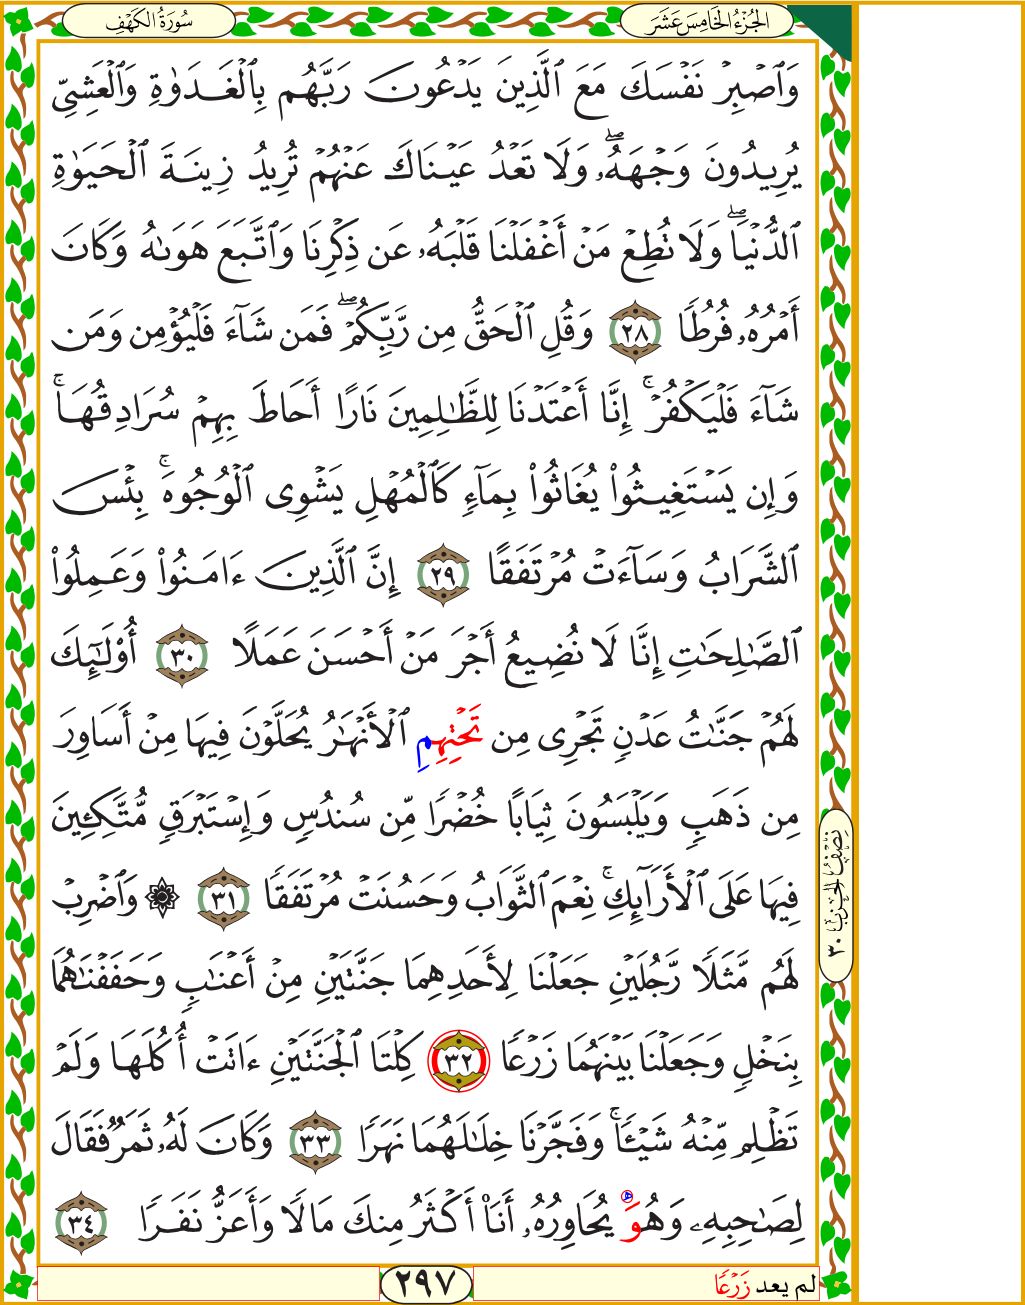 الجُزْءُ الخَامِسَ عَشَرَ
سُورَةُ الكَهْفِ
وَٱصۡبِرۡ نَفۡسَكَ مَعَ ٱلَّذِينَ يَدۡعُونَ رَبَّهُم بِٱلۡغَدَوٰةِ وَٱلۡعَشِيِّ
يُرِيدُونَ وَجۡهَهُۥۖ وَلَا تَعۡدُ عَيۡنَاكَ عَنۡهُمۡ تُرِيدُ زِينَةَ ٱلۡحَيَوٰةِ
ٱلدُّنۡيَاۖ وَلَا تُطِعۡ مَنۡ أَغۡفَلۡنَا قَلۡبَهُۥ عَن ذِكۡرِنَا وَٱتَّبَعَ هَوَىٰهُ وَكَانَ
أَمۡرُهُۥ فُرُطٗا ٢٨ وَقُلِ ٱلۡحَقُّ مِن رَّبِّكُمۡۖ فَمَن شَآءَ فَلۡيُؤۡمِن وَمَن
شَآءَ فَلۡيَكۡفُرۡۚ إِنَّآ أَعۡتَدۡنَا لِلظَّٰلِمِينَ نَارًا أَحَاطَ بِهِمۡ سُرَادِقُهَاۚ
وَإِن يَسۡتَغِيثُواْ يُغَاثُواْ بِمَآءٖ كَٱلۡمُهۡلِ يَشۡوِي ٱلۡوُجُوهَۚ بِئۡسَ
ٱلشَّرَابُ وَسَآءَتۡ مُرۡتَفَقًا ٢٩ إِنَّ ٱلَّذِينَ ءَامَنُواْ وَعَمِلُواْ
ٱلصَّٰلِحَٰتِ إِنَّا لَا نُضِيعُ أَجۡرَ مَنۡ أَحۡسَنَ عَمَلًا ٣٠ أُوْلَٰٓئِكَ
لَهُمۡ جَنَّٰتُ عَدۡنٖ تَجۡرِي مِن تَحۡتِهِمِ ٱلۡأَنۡهَٰرُ يُحَلَّوۡنَ فِيهَا مِنۡ أَسَاوِرَ
مِن ذَهَبٖ وَيَلۡبَسُونَ ثِيَابًا خُضۡرٗا مِّن سُندُسٖ وَإِسۡتَبۡرَقٖ مُّتَّكِـِٔينَ
فِيهَا عَلَى ٱلۡأَرَآئِكِۚ نِعۡمَ ٱلثَّوَابُ وَحَسُنَتۡ مُرۡتَفَقٗا ٣١ ۞ وَٱضۡرِبۡ
لَهُم مَّثَلٗا رَّجُلَيۡنِ جَعَلۡنَا لِأَحَدِهِمَا جَنَّتَيۡنِ مِنۡ أَعۡنَٰبٖ وَحَفَفۡنَٰهُمَا
بِنَخۡلٖ وَجَعَلۡنَا بَيۡنَهُمَا زَرۡعٗا ٣٢ كِلۡتَا ٱلۡجَنَّتَيۡنِ ءَاتَتۡ أُكُلَهَا وَلَمۡ
تَظۡلِم مِّنۡهُ شَيۡـٔٗاۚ وَفَجَّرۡنَا خِلَٰلَهُمَا نَهَرٗا ٣٣ وَكَانَ لَهُۥ ثَمَرٞ فَقَالَ
لِصَٰحِبِهِۦ وَهُوَ يُحَاوِرُهُۥٓ أَنَا۠ أَكۡثَرُ مِنكَ مَالٗا وَأَعَزُّ نَفَرٗا ٣٤
نِصْفُ الحِزْبِ ٣٠
لم يعد زَرۡعٗا
٢٩٧